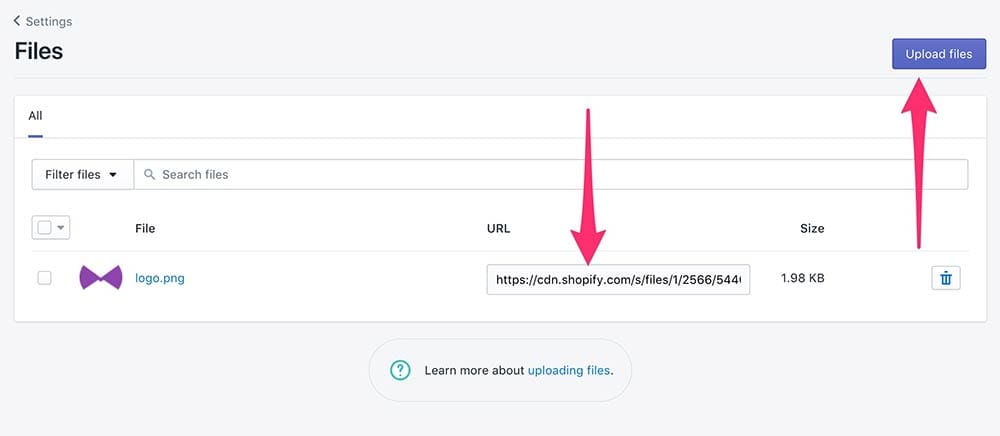 Settings
Files
Upload files
All
Filter files
Search files
File URL Size
logo.png https://cdn.shopify.com/s/files/1/2566/544 1.98 KB
Learn more about uploading files.